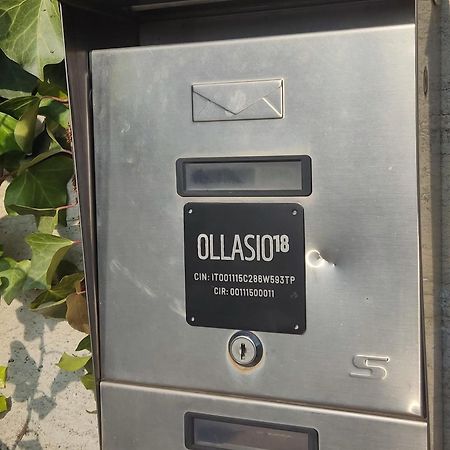 OLLASIO18
CIN: IT001115C286W593TP
CIR: 00111500011
S